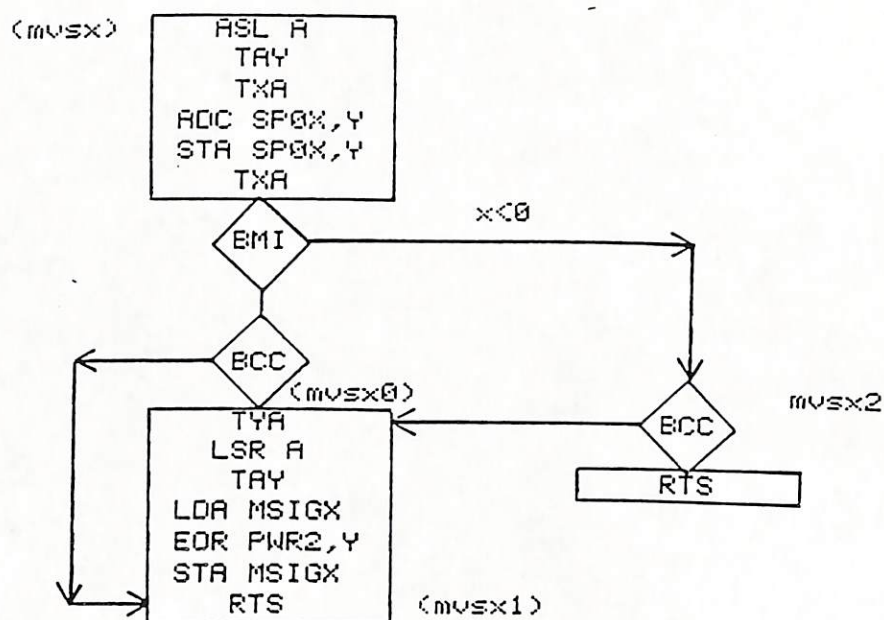 (mvsx)
ASL A
TAY
TXA
ADC SP0X,Y
STA SP0X,Y
TXA
BMI
x<0
BCC
(mvsx0)
BCC
mvsx2
TYA
LSR A
TAY
RTS
LDA MSIGX
EOR PWR2,Y
STA MSIGX
RTS
(mvsx1)